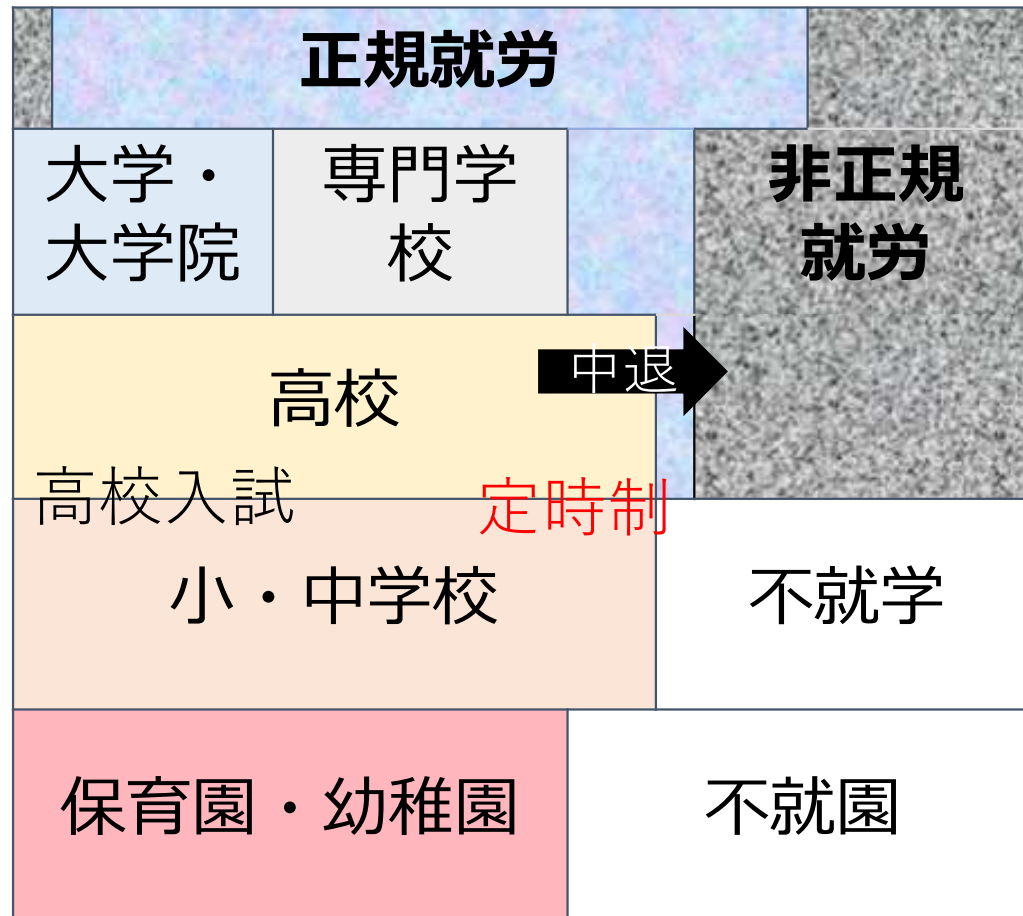 正規就労
大学・
大学院
専門学
校
非正規
就労
高校
中退
高校入試
定時制
小・中学校
不就学
保育園・幼稚園
不就園